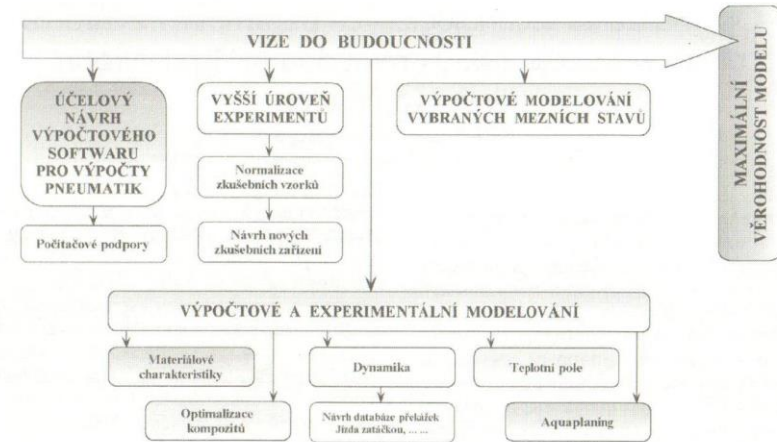 VIZE DO BUDOUCNOSTI
MAXIMÁLNÍ
VĚROHODNOST MODELU
ÚČELOVÝ
NÁVRH
VÝPOČTOVÉHO
SOFTWARU
PRO VÝPOČTY
PNEUMATIK
Počítačové podpory
VYŠŠÍ ÚROVEŇ
EXPERIMENTŮ
Normalizace
zkušebních vzorků
Návrh nových
zkušebních zařízení
VÝPOČTOVÉ MODELOVÁNÍ
VYBRANÝCH MEZNÍCH STAVŮ
VÝPOČTOVÉ A EXPERIMENTÁLNÍ MODELOVÁNÍ
Materiálové
charakteristiky
Optimalizace
kompozitů
Dynamika
Návrh databáze překážek
Jízda zatáčkou, ... ...
Teplotní pole
Aquaplaning